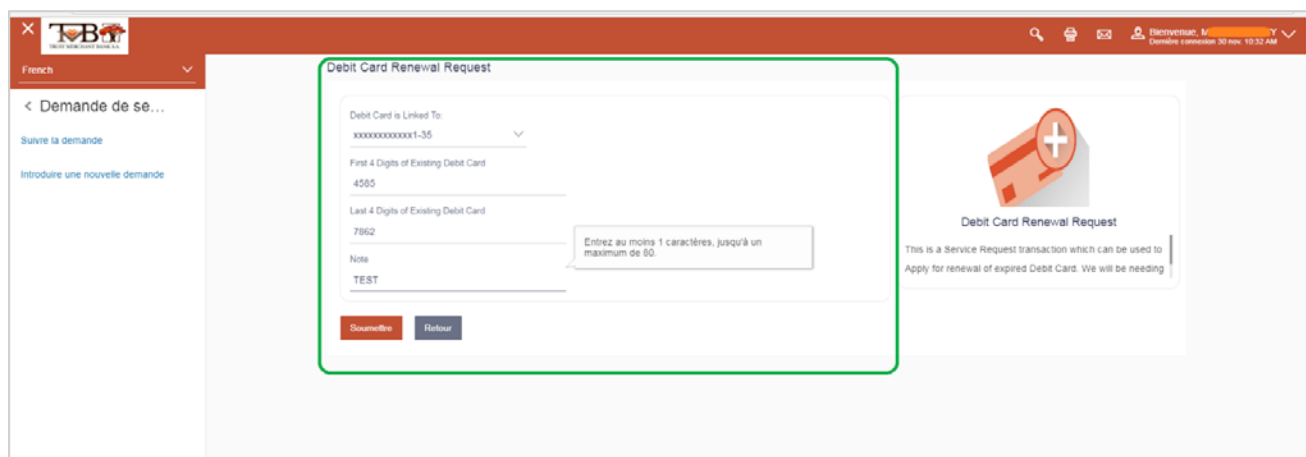 TMB
TRUST MERCHANT BANK S.A.
Bienvenue, M Y
Dernière connexion 30 nov. 10:32 AM
French
< Demande de se...
Suivre la demande
Introduire une nouvelle demande
Debit Card Renewal Request
Debit Card is Linked To:
xxxxxxxxxxxx1-35
First 4 Digits of Existing Debit Card
4585
Last 4 Digits of Existing Debit Card
7862
Note
TEST
Entrez au moins 1 caractères, jusqu'à un
maximum de 80.
Soumettre
Retour
Debit Card Renewal Request
This is a Service Request transaction which can be used to
Apply for renewal of expired Debit Card. We will be needing